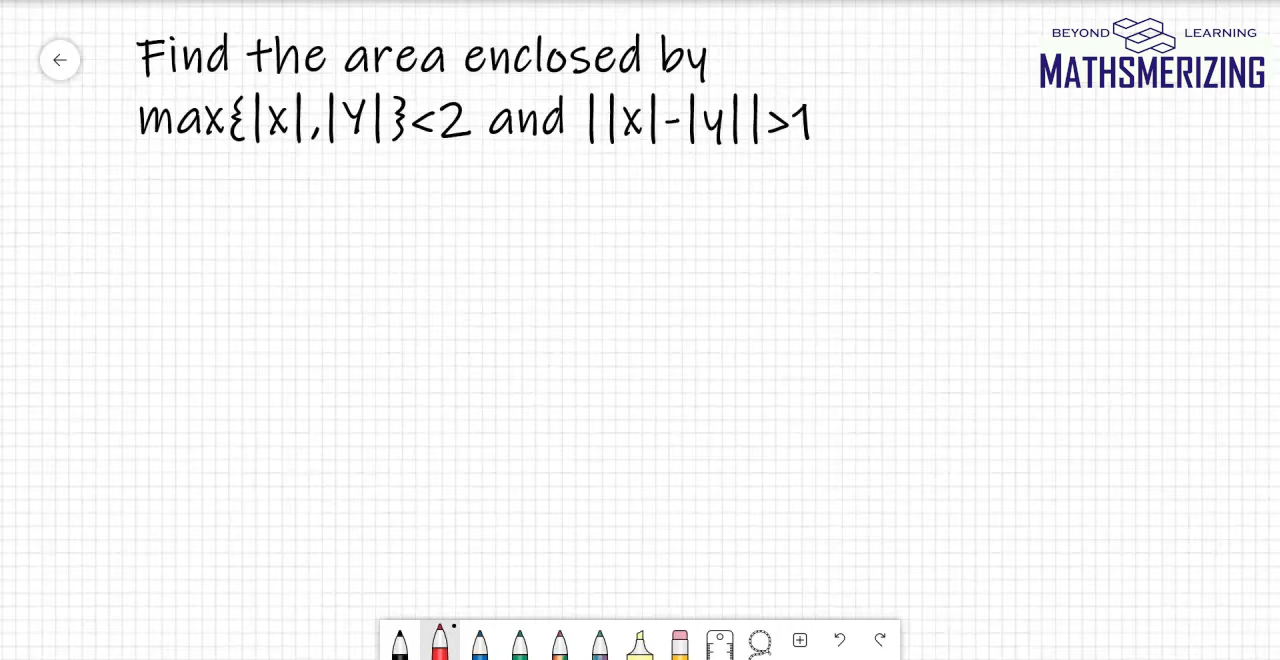 Find the area enclosed by
max{|x|,|Y|}<2 and ||x|-|y||>1
BEYOND LEARNING
MATHSMERIZING